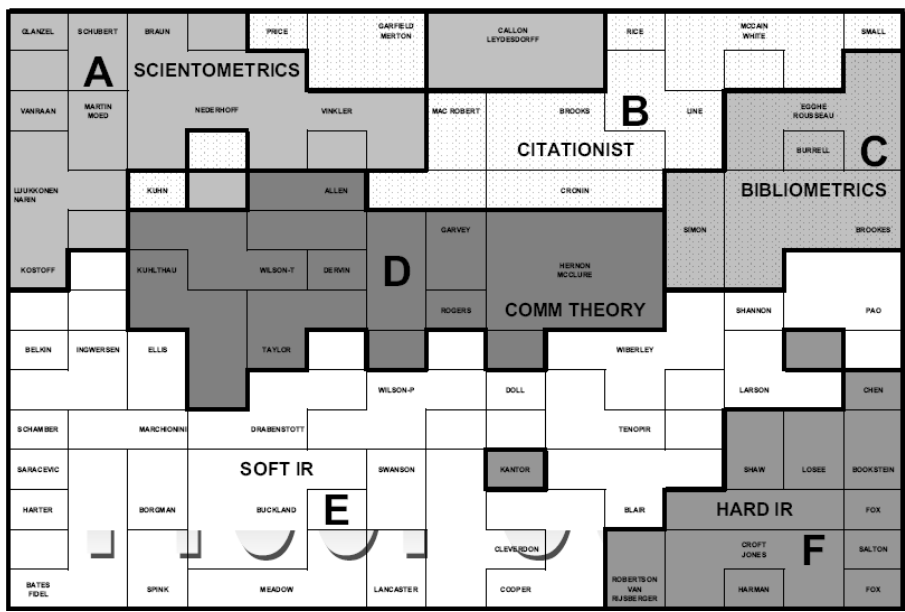 GLANZEL SCHUBERT BRAUN PRICE GARFIELD CALLON RICE MCCAIN SMALL
MERTON LEYDESDORFF WHITE
A SCIENTOMETRICS
VANRAAN MARTIN NEDERHOFF VINKLER MAC ROBERT BROOKS B LINE EGGHE
MOED ROUSSEAU
CITATIONIST BURRELL C
LUUKKONEN KUHN ALLEN CRONIN BIBLIOMETRICS
NARIN
GARVEY SIMON BROOKES
KOSTOFF KUHLTHAU WILSON-T DERVIN D HERNON
MCCLURE
ROGERS COMM THEORY SHANNON PAO
BELKIN INGWERSEN ELLIS TAYLOR WIBERLEY
WILSON-P DOLL LARSON CHEN
SCHAMBER MARCHIONINI DRABENSTOTT TENOPIR
SARACEVIC SOFT IR SWANSON KANTOR SHAW LOSEE BOOKSTEIN
HARTER BORGMAN BUCKLAND E BLAIR HARD IR FOX
CLEVERDON CROFT F SALTON
JONES
BATES SPINK MEADOW LANCASTER COOPER ROBERTSON HARMAN FOX
FIDEL VAN
RIJSBERGER